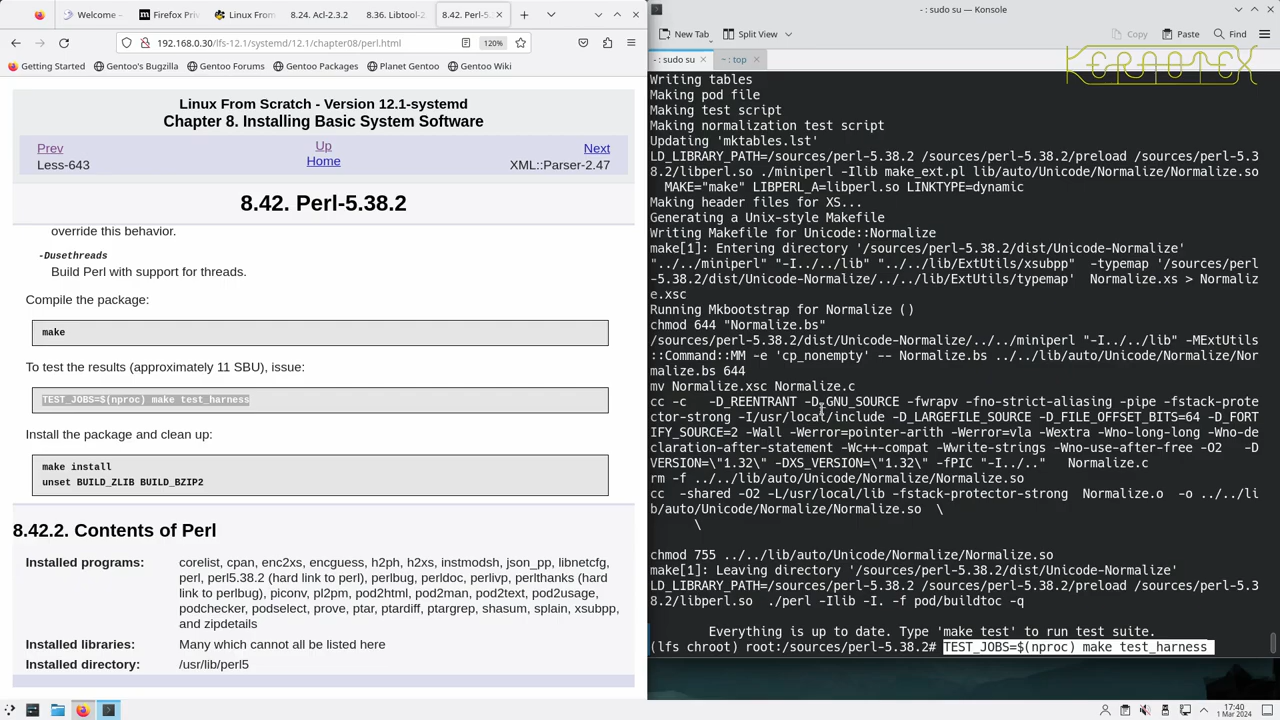 Welcome —
Firefox Priv
Linux From
8.24. Acl-2.3.2
8.36. Libtool-2.
8.42. Perl-5.
192.168.0.30/lfs-12.1/systemd/12.1/chapter08/perl.html
120%
Getting Started
Gentoo's Bugzilla
Gentoo Forums
Gentoo Packages
Planet Gentoo
Gentoo Wiki
Linux From Scratch - Version 12.1-systemd
Chapter 8. Installing Basic System Software
Prev
Up
Next
Less-643
Home
XML::Parser-2.47
8.42. Perl-5.38.2
override this behavior.
-Dusethreads
Build Perl with support for threads.
Compile the package:
make
To test the results (approximately 11 SBU), issue:
TEST_JOBS=$(nproc) make test_harness
Install the package and clean up:
make install
unset BUILD_ZLIB BUILD_BZIP2
8.42.2. Contents of Perl
Installed programs:
corelist, cpan, enc2xs, encguess, h2ph, h2xs, instmodsh, json_pp, libnetcfg,
perl, perl5.38.2 (hard link to perl), perlbug, perldoc, perlivp, perlthanks (hard
link to perlbug), piconv, pl2pm, pod2html, pod2man, pod2text, pod2usage,
podchecker, podselect, prove, ptar, ptardiff, ptargrep, shasum, splain, xsubpp,
and zipdetails
Installed libraries:
Many which cannot all be listed here
Installed directory:
/usr/lib/perl5
- : sudo su — Konsole
New Tab
Split View
Copy
Paste
Find
- : sudo su
~ : top
KERNOTEX
Writing tables
Making pod file
Making test script
Making normalization test script
Updating 'mktables.lst'
LD_LIBRARY_PATH=/sources/perl-5.38.2 /sources/perl-5.38.2/preload /sources/perl-5.3
8.2/libperl.so ./miniperl -Ilib make_ext.pl lib/auto/Unicode/Normalize/Normalize.so
MAKE="make" LIBPERL_A=libperl.so LINKTYPE=dynamic
Making header files for XS...
Generating a Unix-style Makefile
Writing Makefile for Unicode::Normalize
make[1]: Entering directory '/sources/perl-5.38.2/dist/Unicode-Normalize'
"../../miniperl" "-I../../lib" "../../lib/ExtUtils/xsubpp"  -typemap '/sources/perl
-5.38.2/dist/Unicode-Normalize/../../lib/ExtUtils/typemap'  Normalize.xs > Normaliz
e.xsc
Running Mkbootstrap for Normalize ()
chmod 644 "Normalize.bs"
/sources/perl-5.38.2/dist/Unicode-Normalize/../../miniperl "-I../../lib" -MExtUtils
::Command::MM -e 'cp_nonempty' -- Normalize.bs ../../lib/auto/Unicode/Normalize/Nor
malize.bs 644
mv Normalize.xsc Normalize.c
cc -c   -D_REENTRANT -D_GNU_SOURCE -fwrapv -fno-strict-aliasing -pipe -fstack-prote
ctor-strong -I/usr/local/include -D_LARGEFILE_SOURCE -D_FILE_OFFSET_BITS=64 -D_FORT
IFY_SOURCE=2 -Wall -Werror=pointer-arith -Werror=vla -Wextra -Wno-long-long -Wno-de
claration-after-statement -Wc++-compat -Wwrite-strings -Wno-use-after-free -O2   -D
VERSION=\"1.32\" -DXS_VERSION=\"1.32\" -fPIC "-I../.."   Normalize.c
rm -f ../../lib/auto/Unicode/Normalize/Normalize.so
cc  -shared -O2 -L/usr/local/lib -fstack-protector-strong  Normalize.o  -o ../../li
b/auto/Unicode/Normalize/Normalize.so  \
\
chmod 755 ../../lib/auto/Unicode/Normalize/Normalize.so
make[1]: Leaving directory '/sources/perl-5.38.2/dist/Unicode-Normalize'
LD_LIBRARY_PATH=/sources/perl-5.38.2 /sources/perl-5.38.2/preload /sources/perl-5.3
8.2/libperl.so  ./perl -Ilib -I. -f pod/buildtoc -q
Everything is up to date. Type 'make test' to run test suite.
(lfs chroot) root:/sources/perl-5.38.2# TEST_JOBS=$(nproc) make test_harness
17:40
1 Mar 2024